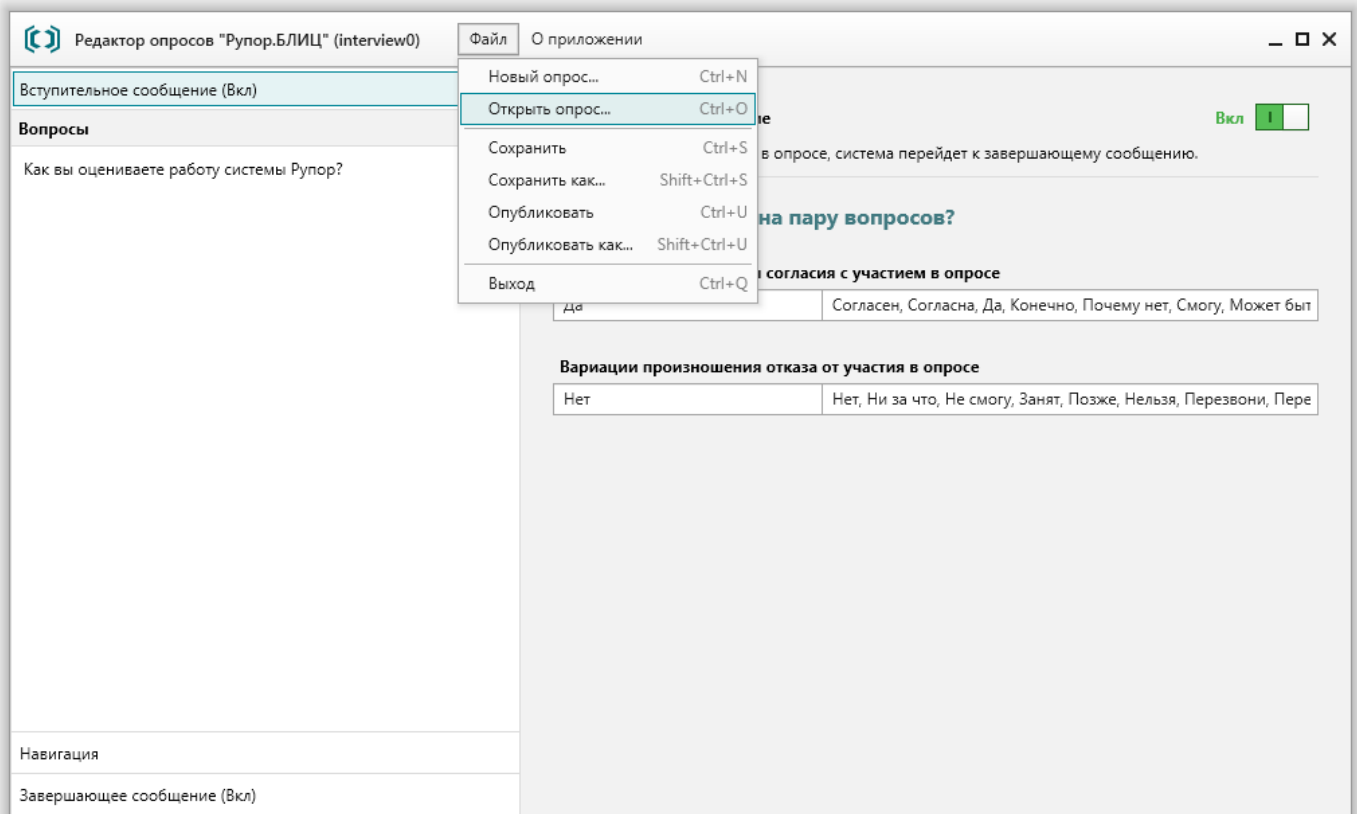 Редактор опросов "Рупор.БЛИЦ" (interview0)
Файл О приложении
Вступительное сообщение (Вкл)
Вопросы
Как вы оцениваете работу системы Рупор?
Навигация
Завершающее сообщение (Вкл)
Новый опрос... Ctrl+N
Открыть опрос... Ctrl+O
Сохранить Ctrl+S
Сохранить как... Shift+Ctrl+S
Опубликовать Ctrl+U
Опубликовать как... Shift+Ctrl+U
Выход Ctrl+Q
Вкл
в опросе, система перейдет к завершающему сообщению.
на пару вопросов?
согласия с участием в опросе
Да Согласен, Согласна, Да, Конечно, Почему нет, Смогу, Может быт
Вариации произношения отказа от участия в опросе
Нет Нет, Ни за что, Не смогу, Занят, Позже, Нельзя, Перезвони, Пере